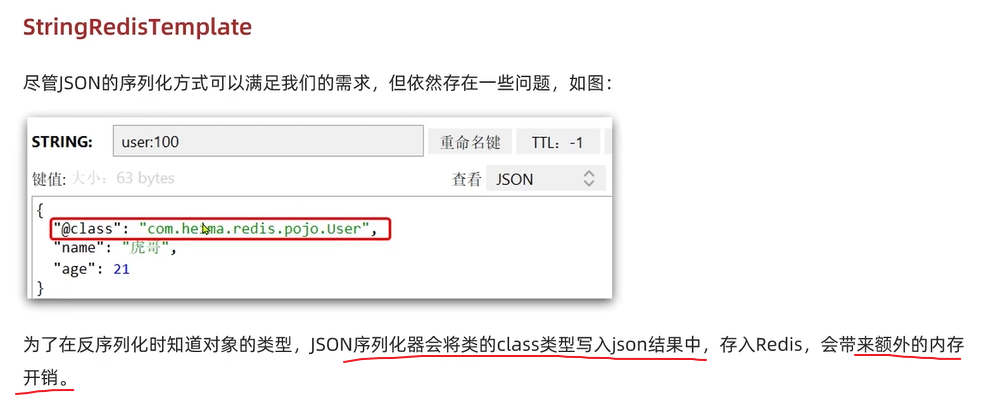 StringRedisTemplate
尽管JSON的序列化方式可以满足我们的需求，但依然存在一些问题，如图：
STRING: user:100 重命名键 TTL：-1
键值: 大小：63 bytes 查看 JSON
{
"@class": "com.heima.redis.pojo.User",
"name": "虎哥",
"age": 21
}
为了在反序列化时知道对象的类型，JSON序列化器会将类的class类型写入json结果中，存入Redis，会带来额外的内存
开销。